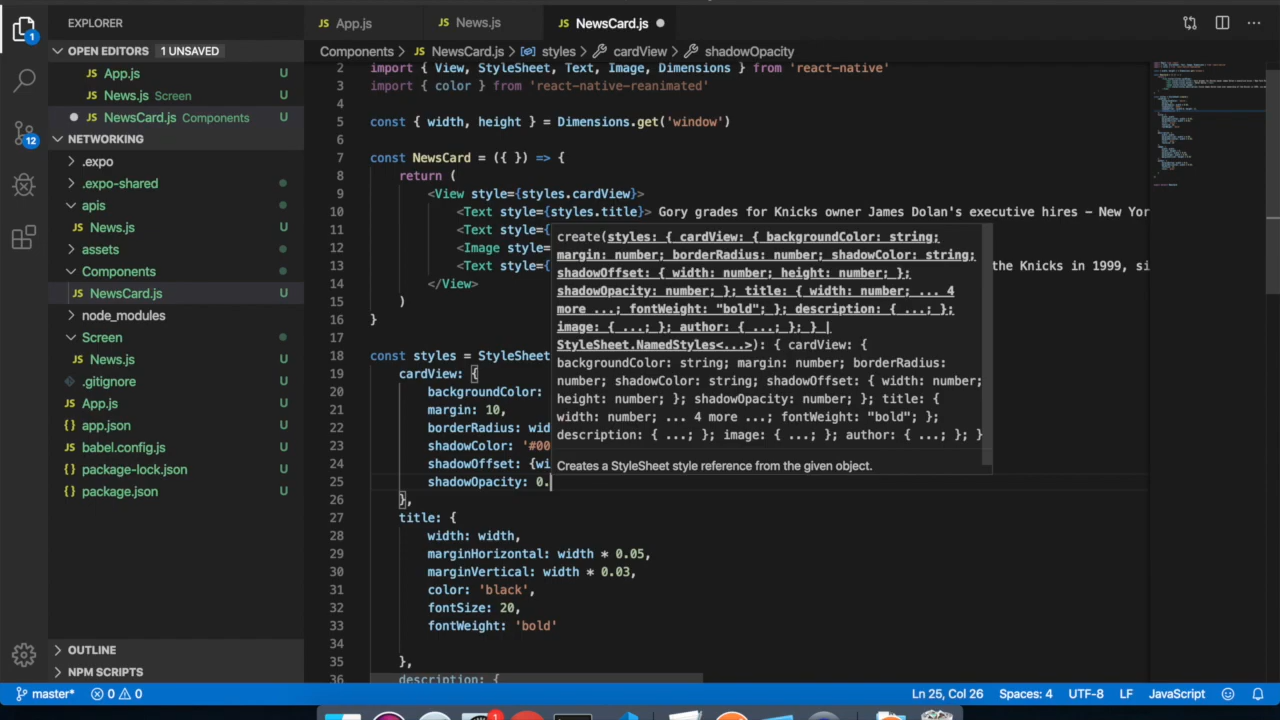 EXPLORER
JS App.js
JS News.js
JS NewsCard.js
OPEN EDITORS 1 UNSAVED
JS App.js U
JS News.js Screen U
JS NewsCard.js Components U
NETWORKING
.expo
.expo-shared
apis
JS News.js U
assets
Components
JS NewsCard.js U
node_modules
Screen
JS News.js U
.gitignore U
JS App.js U
{} app.json U
babel.config.js U
{} package-lock.json U
{} package.json U
OUTLINE
NPM SCRIPTS
1
12
Components > JS NewsCard.js > styles > cardView > shadowOpacity
2 import { View, StyleSheet, Text, Image, Dimensions } from 'react-native'
3 import { color } from 'react-native-reanimated'
4
5 const { width, height } = Dimensions.get('window')
6
7 const NewsCard = ({ }) => {
8 return (
9 <View style={styles.cardView}>
10 <Text style={styles.title}> Gory grades for Knicks owner James Dolan's executive hires – New Yor
11 <Text style={
12 <Image style=
13 <Text style={ the Knicks in 1999, si
14 </View>
15 )
16 }
17
18 const styles = StyleSheet
19 cardView: {
20 backgroundColor:
21 margin: 10,
22 borderRadius: wid
23 shadowColor: '#00
24 shadowOffset: {wi
25 shadowOpacity: 0.
26 },
27 title: {
28 width: width,
29 marginHorizontal: width * 0.05,
30 marginVertical: width * 0.03,
31 color: 'black',
32 fontSize: 20,
33 fontWeight: 'bold'
34
35 },
36 description: {
create(styles: { cardView: { backgroundColor: string;
margin: number; borderRadius: number; shadowColor: string;
shadowOffset: { width: number; height: number; };
shadowOpacity: number; }; title: { width: number; ... 4
more ...; fontWeight: "bold"; }; description: { ...; };
image: { ...; }; author: { ...; }; } |
StyleSheet.NamedStyles<...>): { cardView: {
backgroundColor: string; margin: number; borderRadius:
number; shadowColor: string; shadowOffset: { width: number;
height: number; }; shadowOpacity: number; }; title: {
width: number; ... 4 more ...; fontWeight: "bold"; };
description: { ...; }; image: { ...; }; author: { ...; }; }
Creates a StyleSheet style reference from the given object.
master* 0 0
Ln 25, Col 26 Spaces: 4 UTF-8 LF JavaScript
1